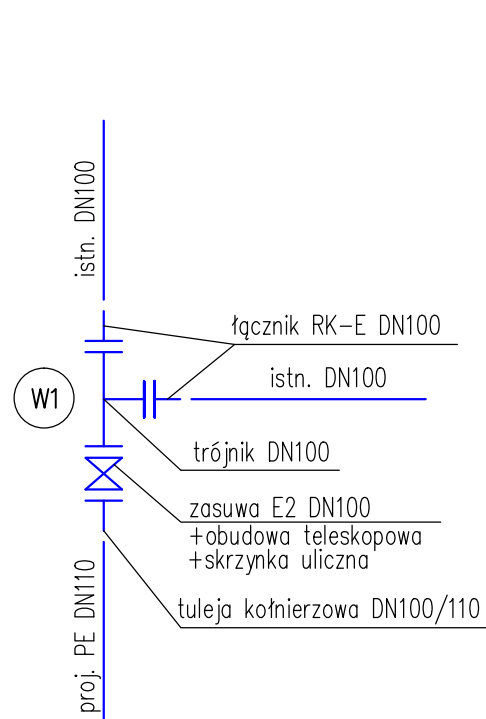 istn. DN100
łącznik RK-E DN100
istn. DN100
W1
trójnik DN100
zasuwa E2 DN100
+obudowa teleskopowa
+skrzynka uliczna
tuleja kołnierzowa DN100/110
proj. PE DN110